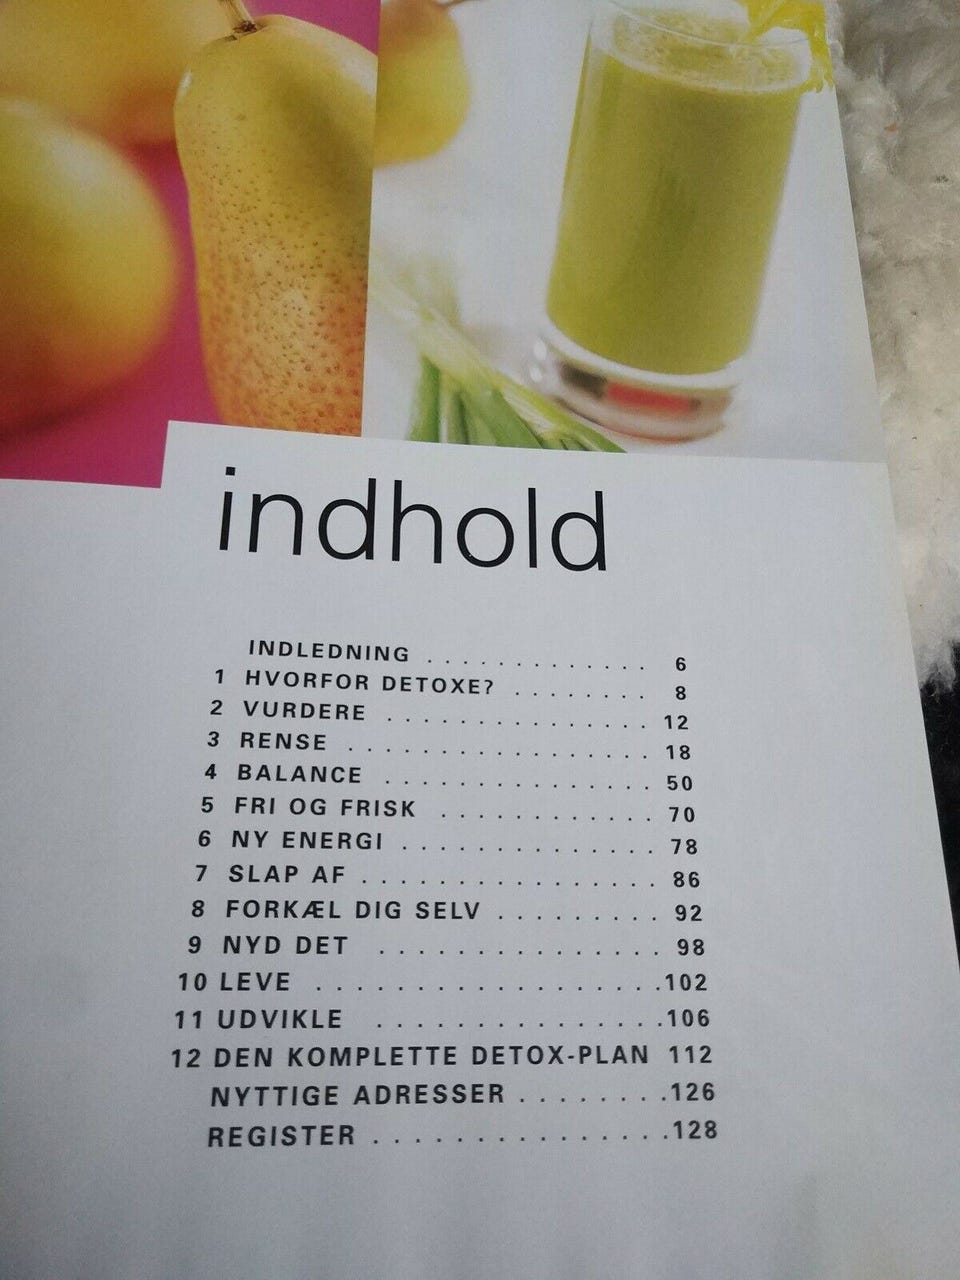 indhold
INDLEDNING . . . . . . . . . . . . . 6
1 HVORFOR DETOXE? . . . . . . . . 8
2 VURDERE . . . . . . . . . . . . . . . 12
3 RENSE . . . . . . . . . . . . . . . . . 18
4 BALANCE . . . . . . . . . . . . . . . 50
5 FRI OG FRISK . . . . . . . . . . . . 70
6 NY ENERGI . . . . . . . . . . . . . . 78
7 SLAP AF . . . . . . . . . . . . . . . . 86
8 FORKÆL DIG SELV . . . . . . . . . 92
9 NYD DET . . . . . . . . . . . . . . . 98
10 LEVE . . . . . . . . . . . . . . . . . .102
11 UDVIKLE . . . . . . . . . . . . . . .106
12 DEN KOMPLETTE DETOX-PLAN 112
NYTTIGE ADRESSER . . . . . . . .126
REGISTER . . . . . . . . . . . . . . .128